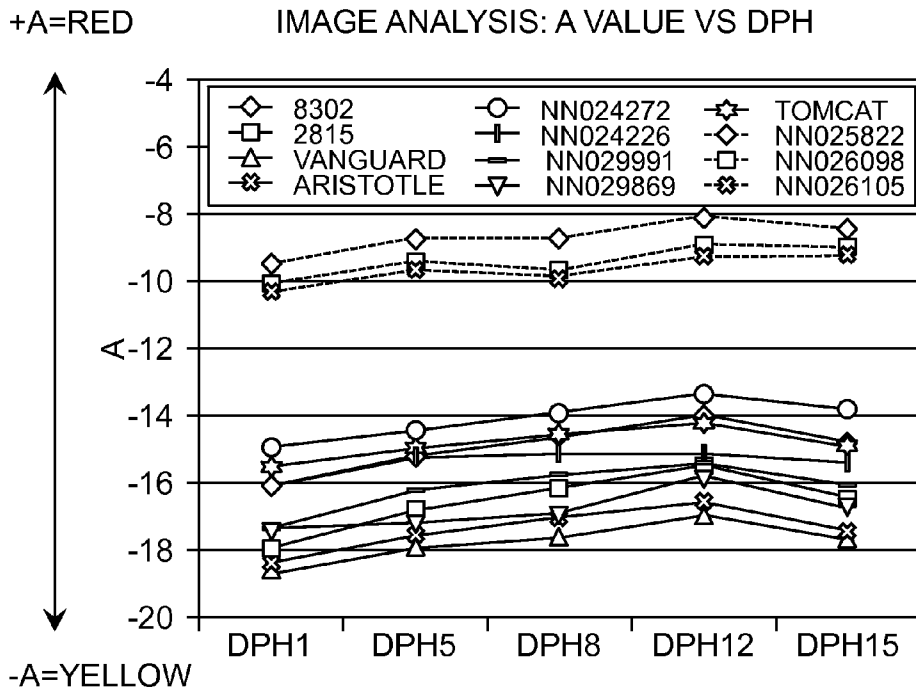 +A=RED
IMAGE ANALYSIS: A VALUE VS DPH
-4
-6
-8
-10
-12
-14
-16
-18
-20
A
8302
2815
VANGUARD
ARISTOTLE
NN024272
NN024226
NN029991
NN029869
TOMCAT
NN025822
NN026098
NN026105
DPH1 DPH5 DPH8 DPH12 DPH15
-A=YELLOW